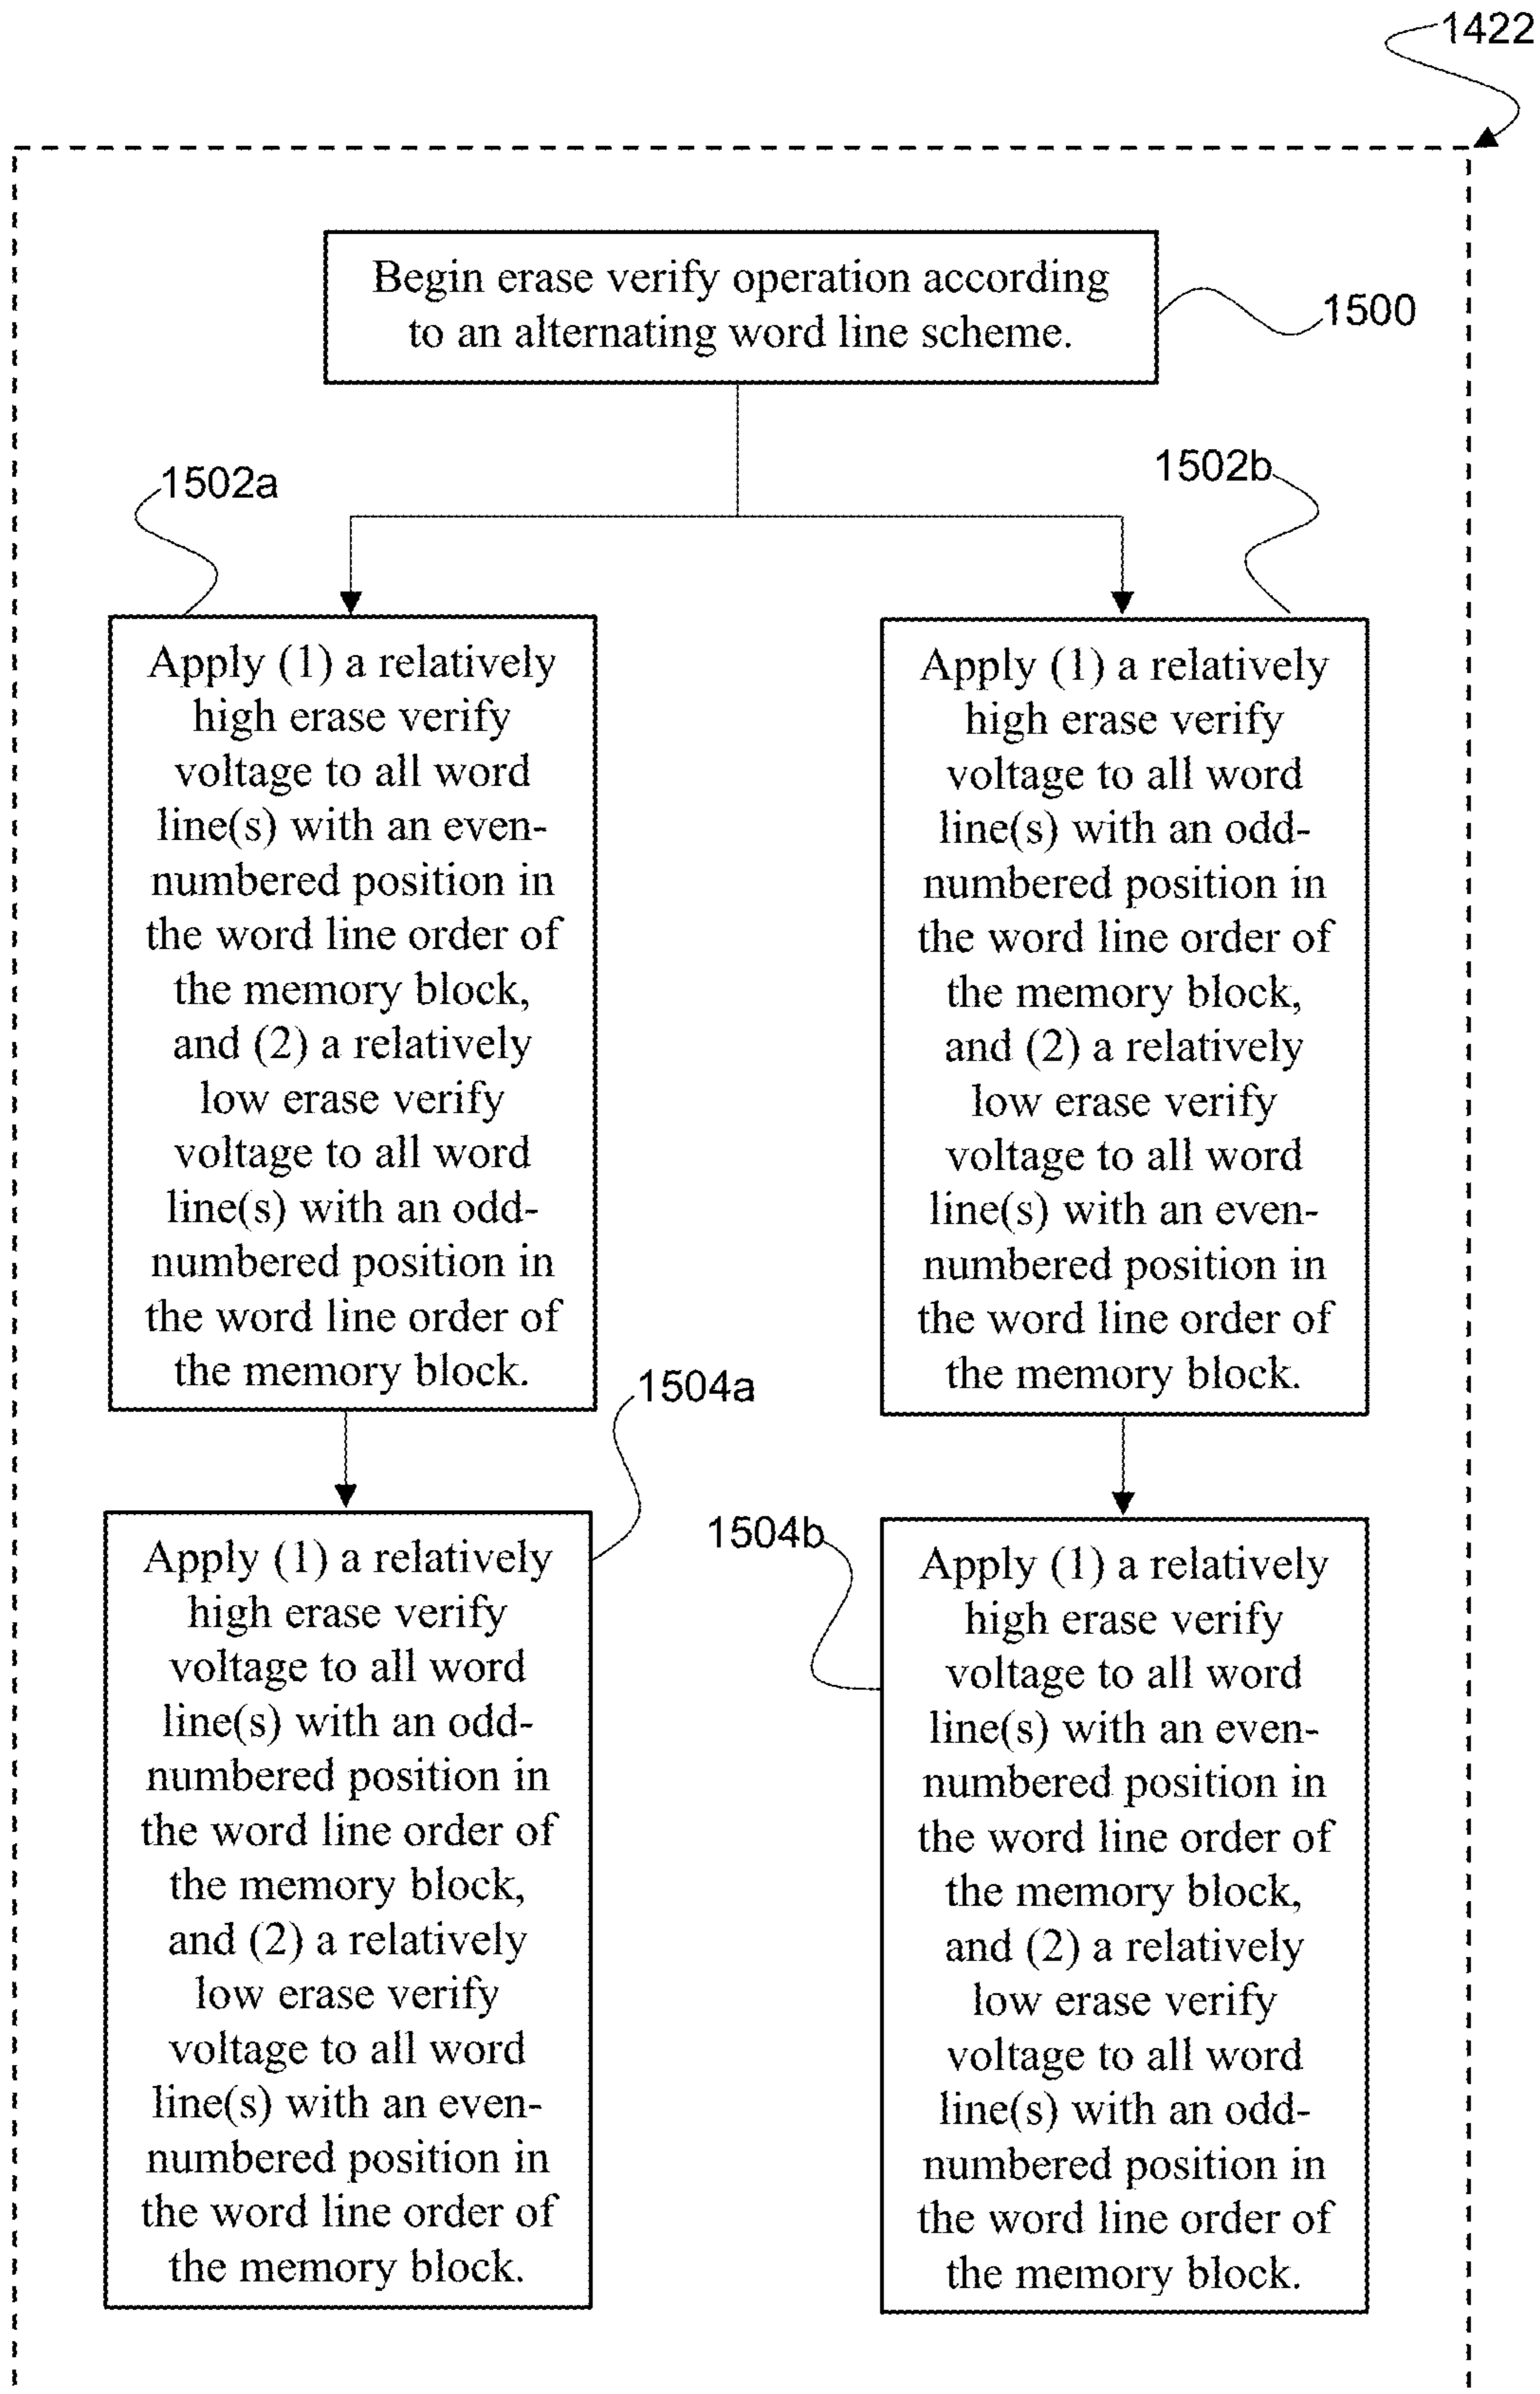 1422
Begin erase verify operation according
to an alternating word line scheme.
1500
1502a
1502b
Apply (1) a relatively
high erase verify
voltage to all word
line(s) with an even-
numbered position in
the word line order of
the memory block,
and (2) a relatively
low erase verify
voltage to all word
line(s) with an odd-
numbered position in
the word line order of
the memory block.
Apply (1) a relatively
high erase verify
voltage to all word
line(s) with an odd-
numbered position in
the word line order of
the memory block,
and (2) a relatively
low erase verify
voltage to all word
line(s) with an even-
numbered position in
the word line order of
the memory block.
1504a
1504b
Apply (1) a relatively
high erase verify
voltage to all word
line(s) with an odd-
numbered position in
the word line order of
the memory block,
and (2) a relatively
low erase verify
voltage to all word
line(s) with an even-
numbered position in
the word line order of
the memory block.
Apply (1) a relatively
high erase verify
voltage to all word
line(s) with an even-
numbered position in
the word line order of
the memory block,
and (2) a relatively
low erase verify
voltage to all word
line(s) with an odd-
numbered position in
the word line order of
the memory block.